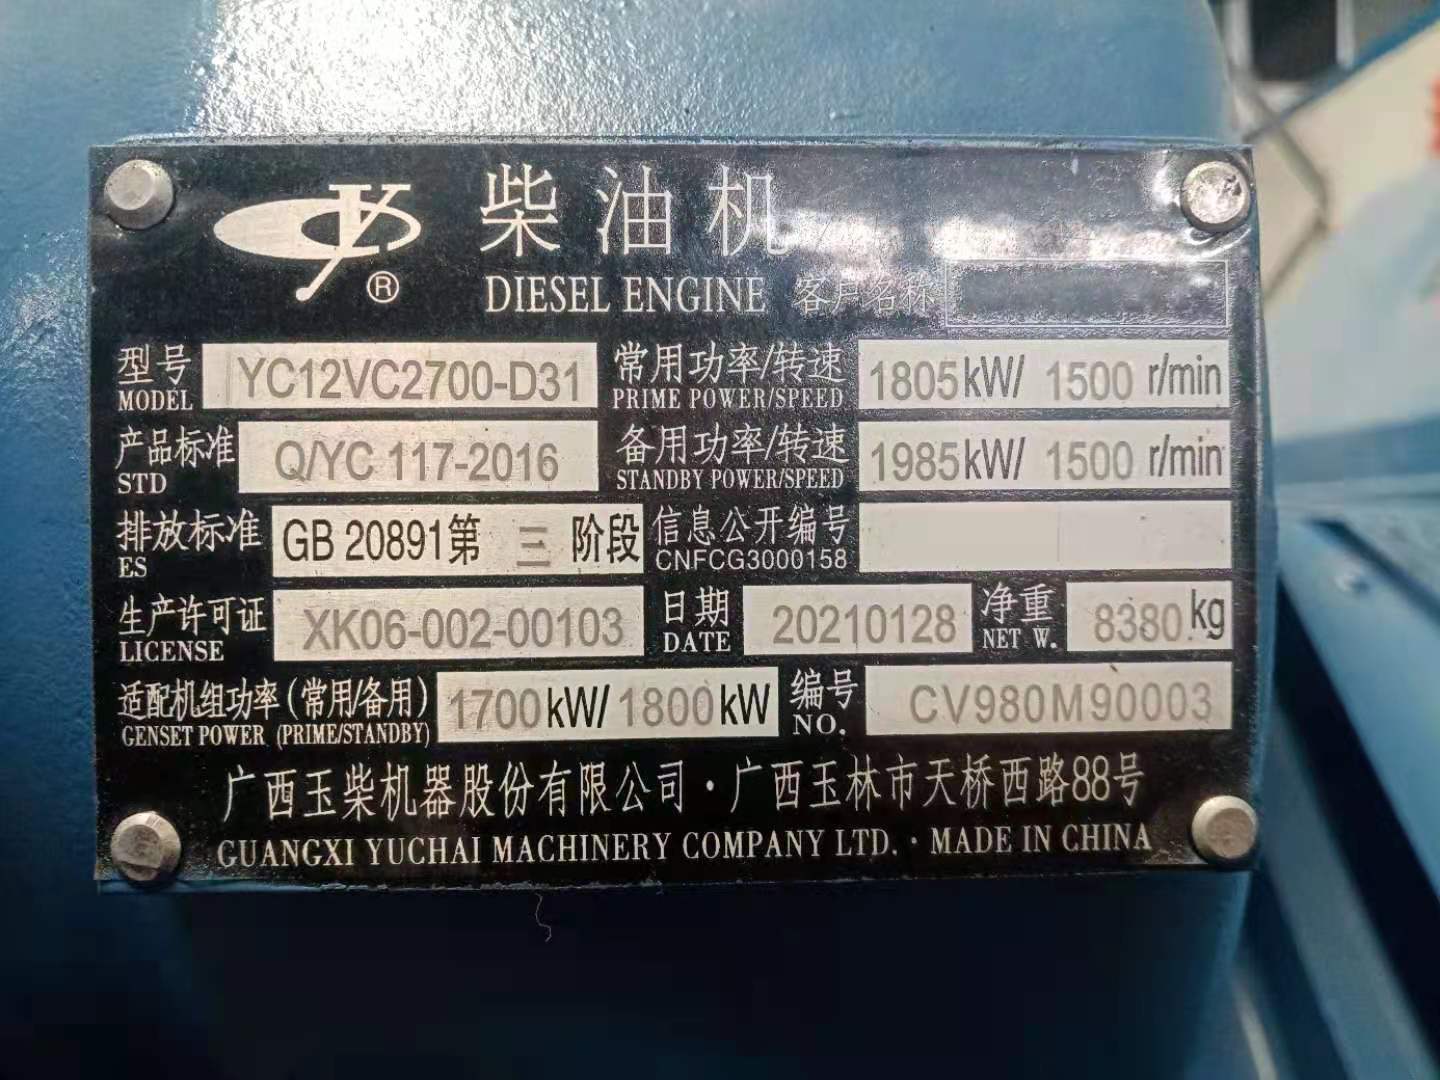 柴油机
DIESEL ENGINE 客户名称
型号 YC12VC2700-D31 常用功率/转速 1805kW/ 1500 r/min
MODEL PRIME POWER/SPEED
产品标准 Q/YC 117-2016 备用功率/转速 1985kW/ 1500 r/min
STD STANDBY POWER/SPEED
排放标准 GB 20891第 三 阶段 信息公开编号
ES CNFCG3000158
生产许可证 XK06-002-00103 日期 20210128 净重 8380 kg
LICENSE DATE NET W.
适配机组功率(常用/备用) 1700kW/ 1800kW 编号 CV980M90003
GENSET POWER (PRIME/STANDBY) NO.
广西玉柴机器股份有限公司·广西玉林市天桥西路88号
GUANGXI YUCHAI MACHINERY COMPANY LTD. · MADE IN CHINA